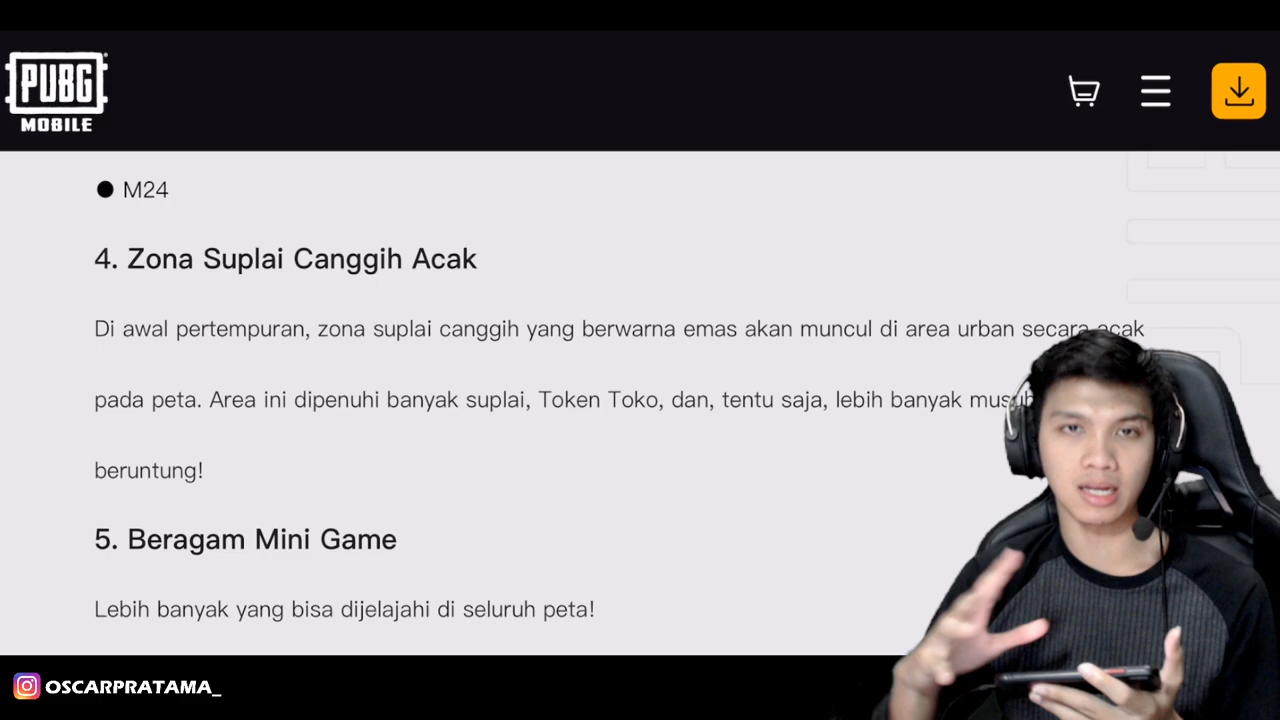 PUBG
MOBILE
● M24
4. Zona Suplai Canggih Acak
Di awal pertempuran, zona suplai canggih yang berwarna emas akan muncul di area urban secara acak
pada peta. Area ini dipenuhi banyak suplai, Token Toko, dan, tentu saja, lebih banyak
beruntung!
5. Beragam Mini Game
Lebih banyak yang bisa dijelajahi di seluruh peta!
OSCARPRATAMA_